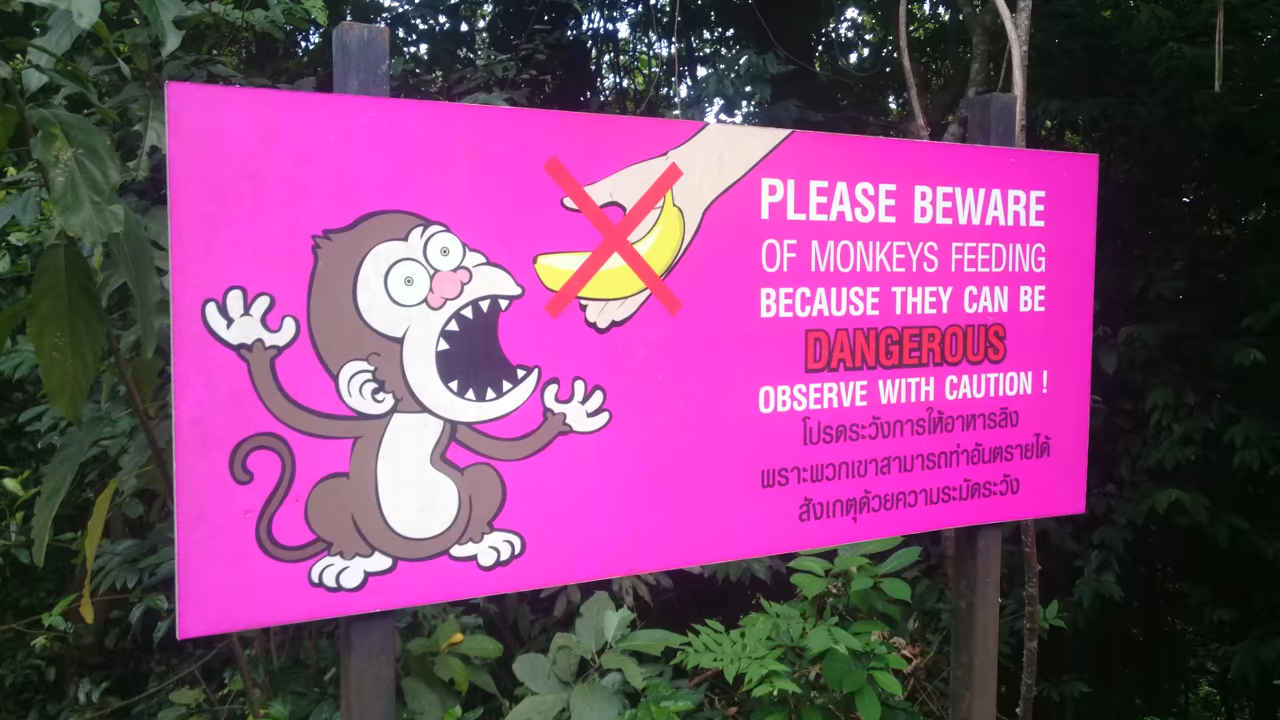 PLEASE BEWARE
OF MONKEYS FEEDING
BECAUSE THEY CAN BE
DANGEROUS
OBSERVE WITH CAUTION !
โปรดระวังการให้อาหารลิง
พราะพวกเขาสามารถทำอันตรายได้
สังเกตุด้วยความระมัดระวัง